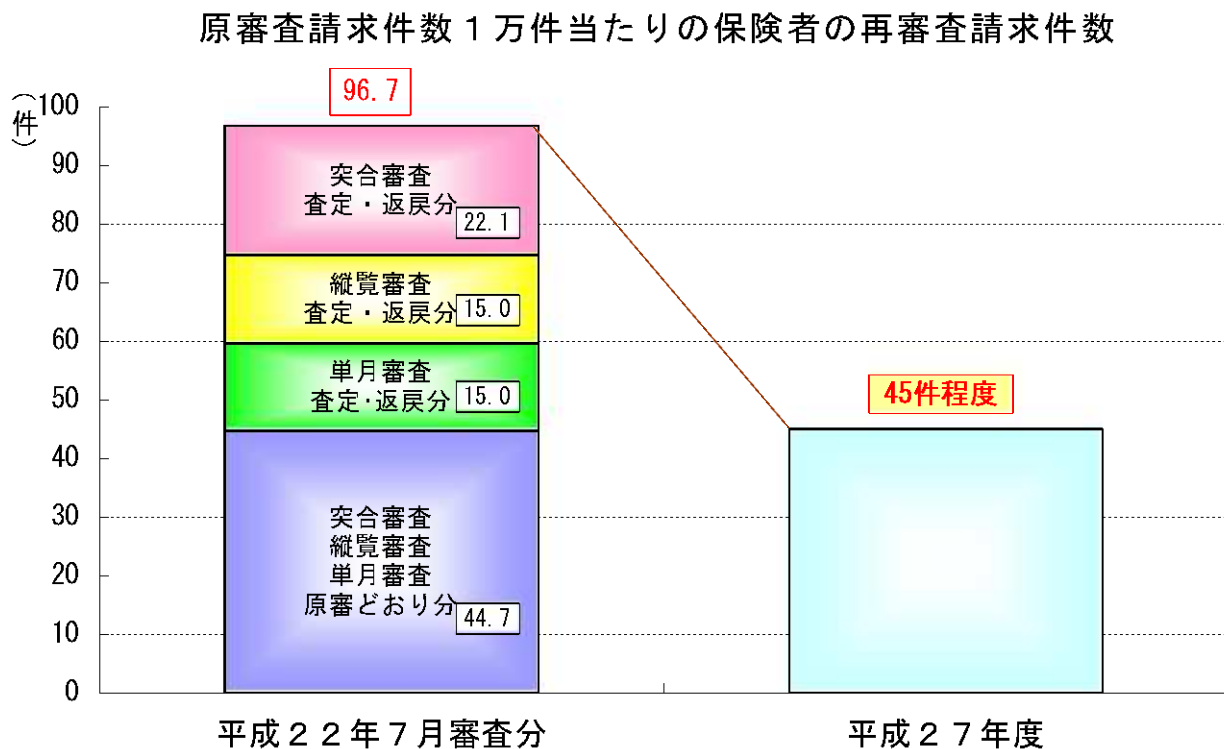 原審査請求件数１万件当たりの保険者の再審査請求件数
（件）
100
90
80
70
60
50
40
30
20
10
0
96.7
突合審査
査定・返戻分
22.1
縦覧審査
査定・返戻分
15.0
単月審査
査定・返戻分
15.0
突合審査
縦覧審査
単月審査
原審どおり分
44.7
45件程度
平成２２年７月審査分
平成２７年度